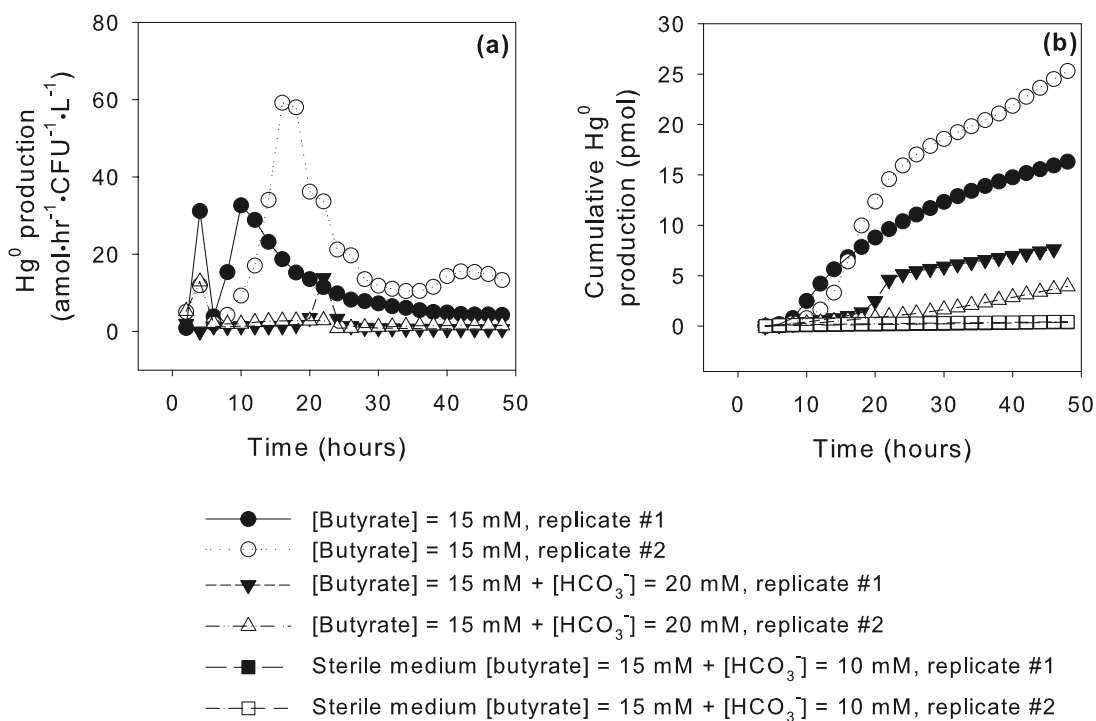 (a)
Hg⁰ production
(amol·hr⁻¹·CFU⁻¹·L⁻¹)
80
60
40
20
0
0 10 20 30 40 50
Time (hours)
(b)
Cumulative Hg⁰
production (pmol)
30
25
20
15
10
5
0
0 10 20 30 40 50
Time (hours)
[Butyrate] = 15 mM, replicate #1
[Butyrate] = 15 mM, replicate #2
[Butyrate] = 15 mM + [HCO₃⁻] = 20 mM, replicate #1
[Butyrate] = 15 mM + [HCO₃⁻] = 20 mM, replicate #2
Sterile medium [butyrate] = 15 mM + [HCO₃⁻] = 10 mM, replicate #1
Sterile medium [butyrate] = 15 mM + [HCO₃⁻] = 10 mM, replicate #2